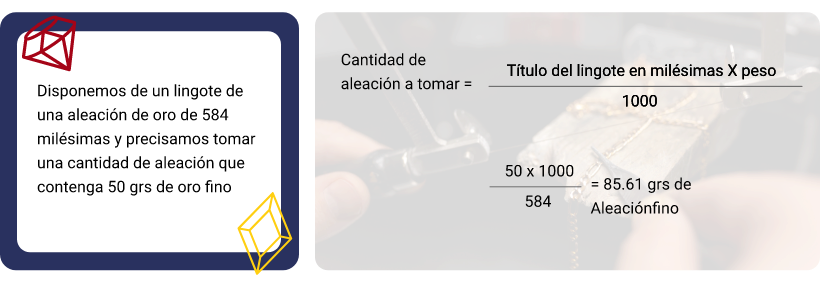 Disponemos de un lingote de
una aleación de oro de 584
milésimas y precisamos tomar
una cantidad de aleación que
contenga 50 grs de oro fino
Cantidad de
aleación a tomar =
Título del lingote en milésimas X peso
1000
50 x 1000
584
= 85.61 grs de
Aleaciónfino